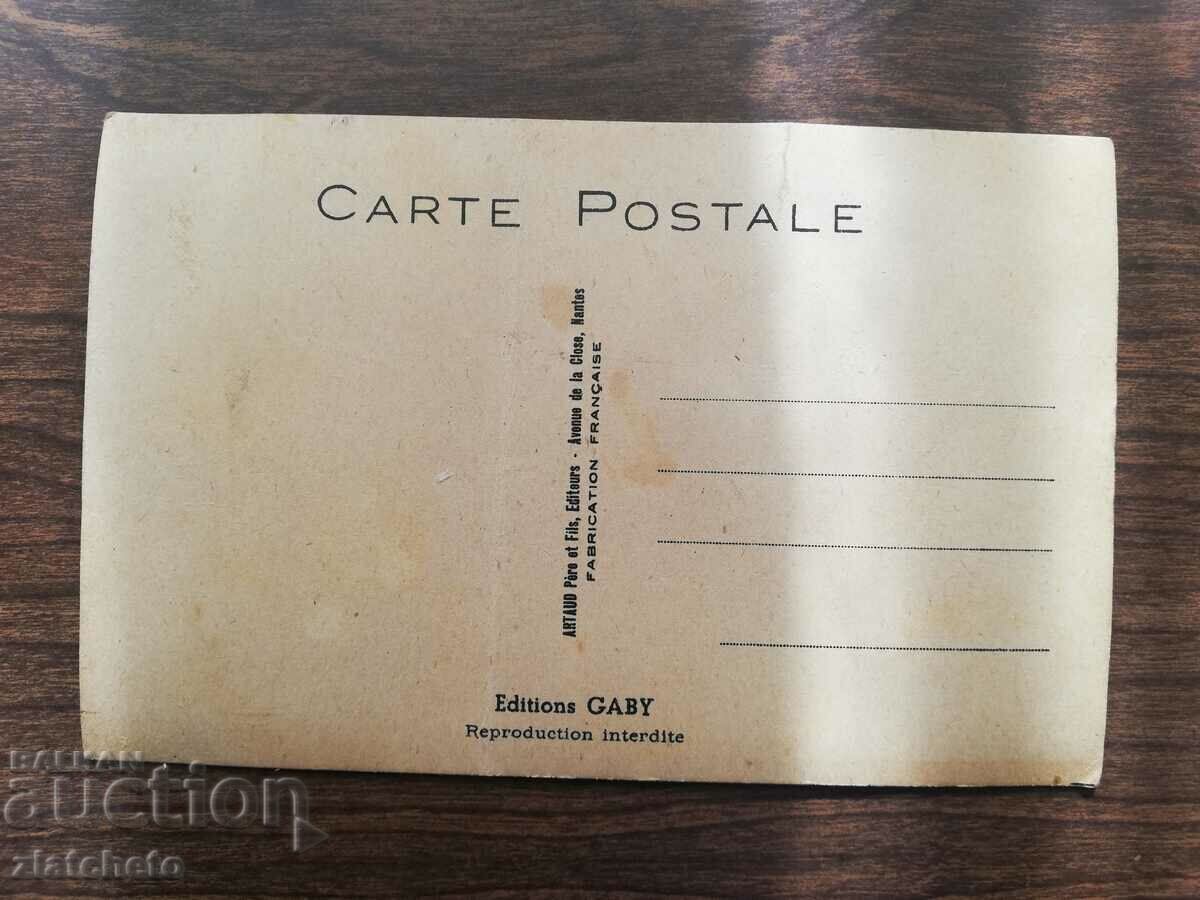 CARTE POSTALE
ARTAUD Père et Fils, Editeurs - Avenue de la Close, Nantes
FABRICATION FRANÇAISE
Editions GABY
Reproduction interdite
BALKAN
auction
zlatcheto